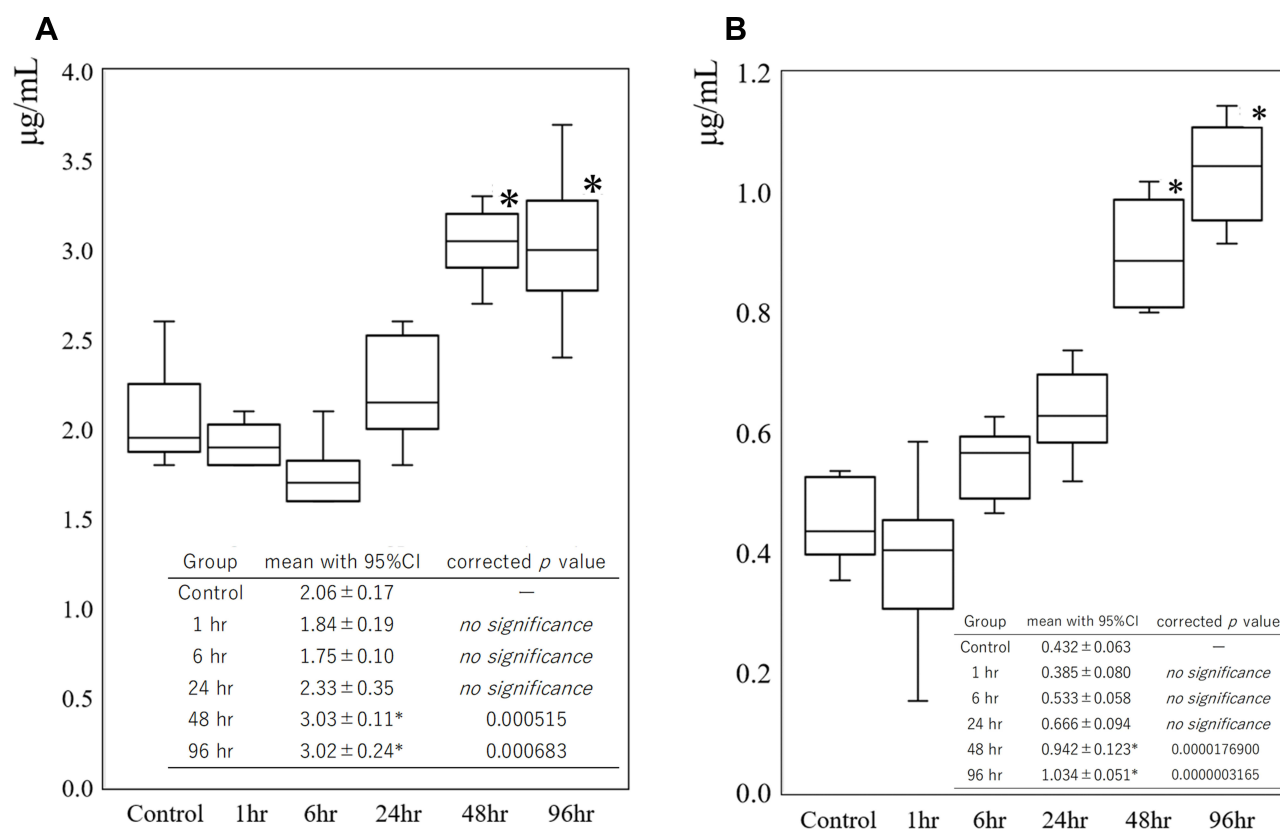 A
µg/mL
4.0
3.5
3.0
2.5
2.0
1.5
1.0
0.5
0.0
*
*
Group mean with 95%CI corrected p value
Control 2.06±0.17 —
1 hr 1.84±0.19 no significance
6 hr 1.75±0.10 no significance
24 hr 2.33±0.35 no significance
48 hr 3.03±0.11* 0.000515
96 hr 3.02±0.24* 0.000683
Control 1hr 6hr 24hr 48hr 96hr
B
µg/mL
1.2
1.0
0.8
0.6
0.4
0.2
0.0
*
*
Group mean with 95%CI corrected p value
Control 0.432±0.063 —
1 hr 0.385±0.080 no significance
6 hr 0.533±0.058 no significance
24 hr 0.666±0.094 no significance
48 hr 0.942±0.123* 0.0000176900
96 hr 1.034±0.051* 0.0000003165
Control 1hr 6hr 24hr 48hr 96hr